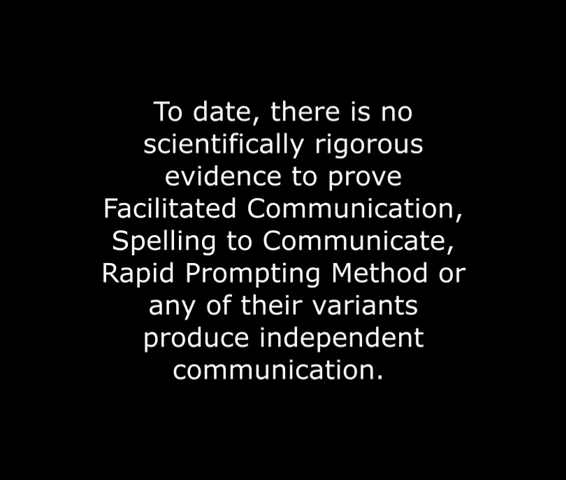 To date, there is no
scientifically rigorous
evidence to prove
Facilitated Communication,
Spelling to Communicate,
Rapid Prompting Method or
any of their variants
produce independent
communication.